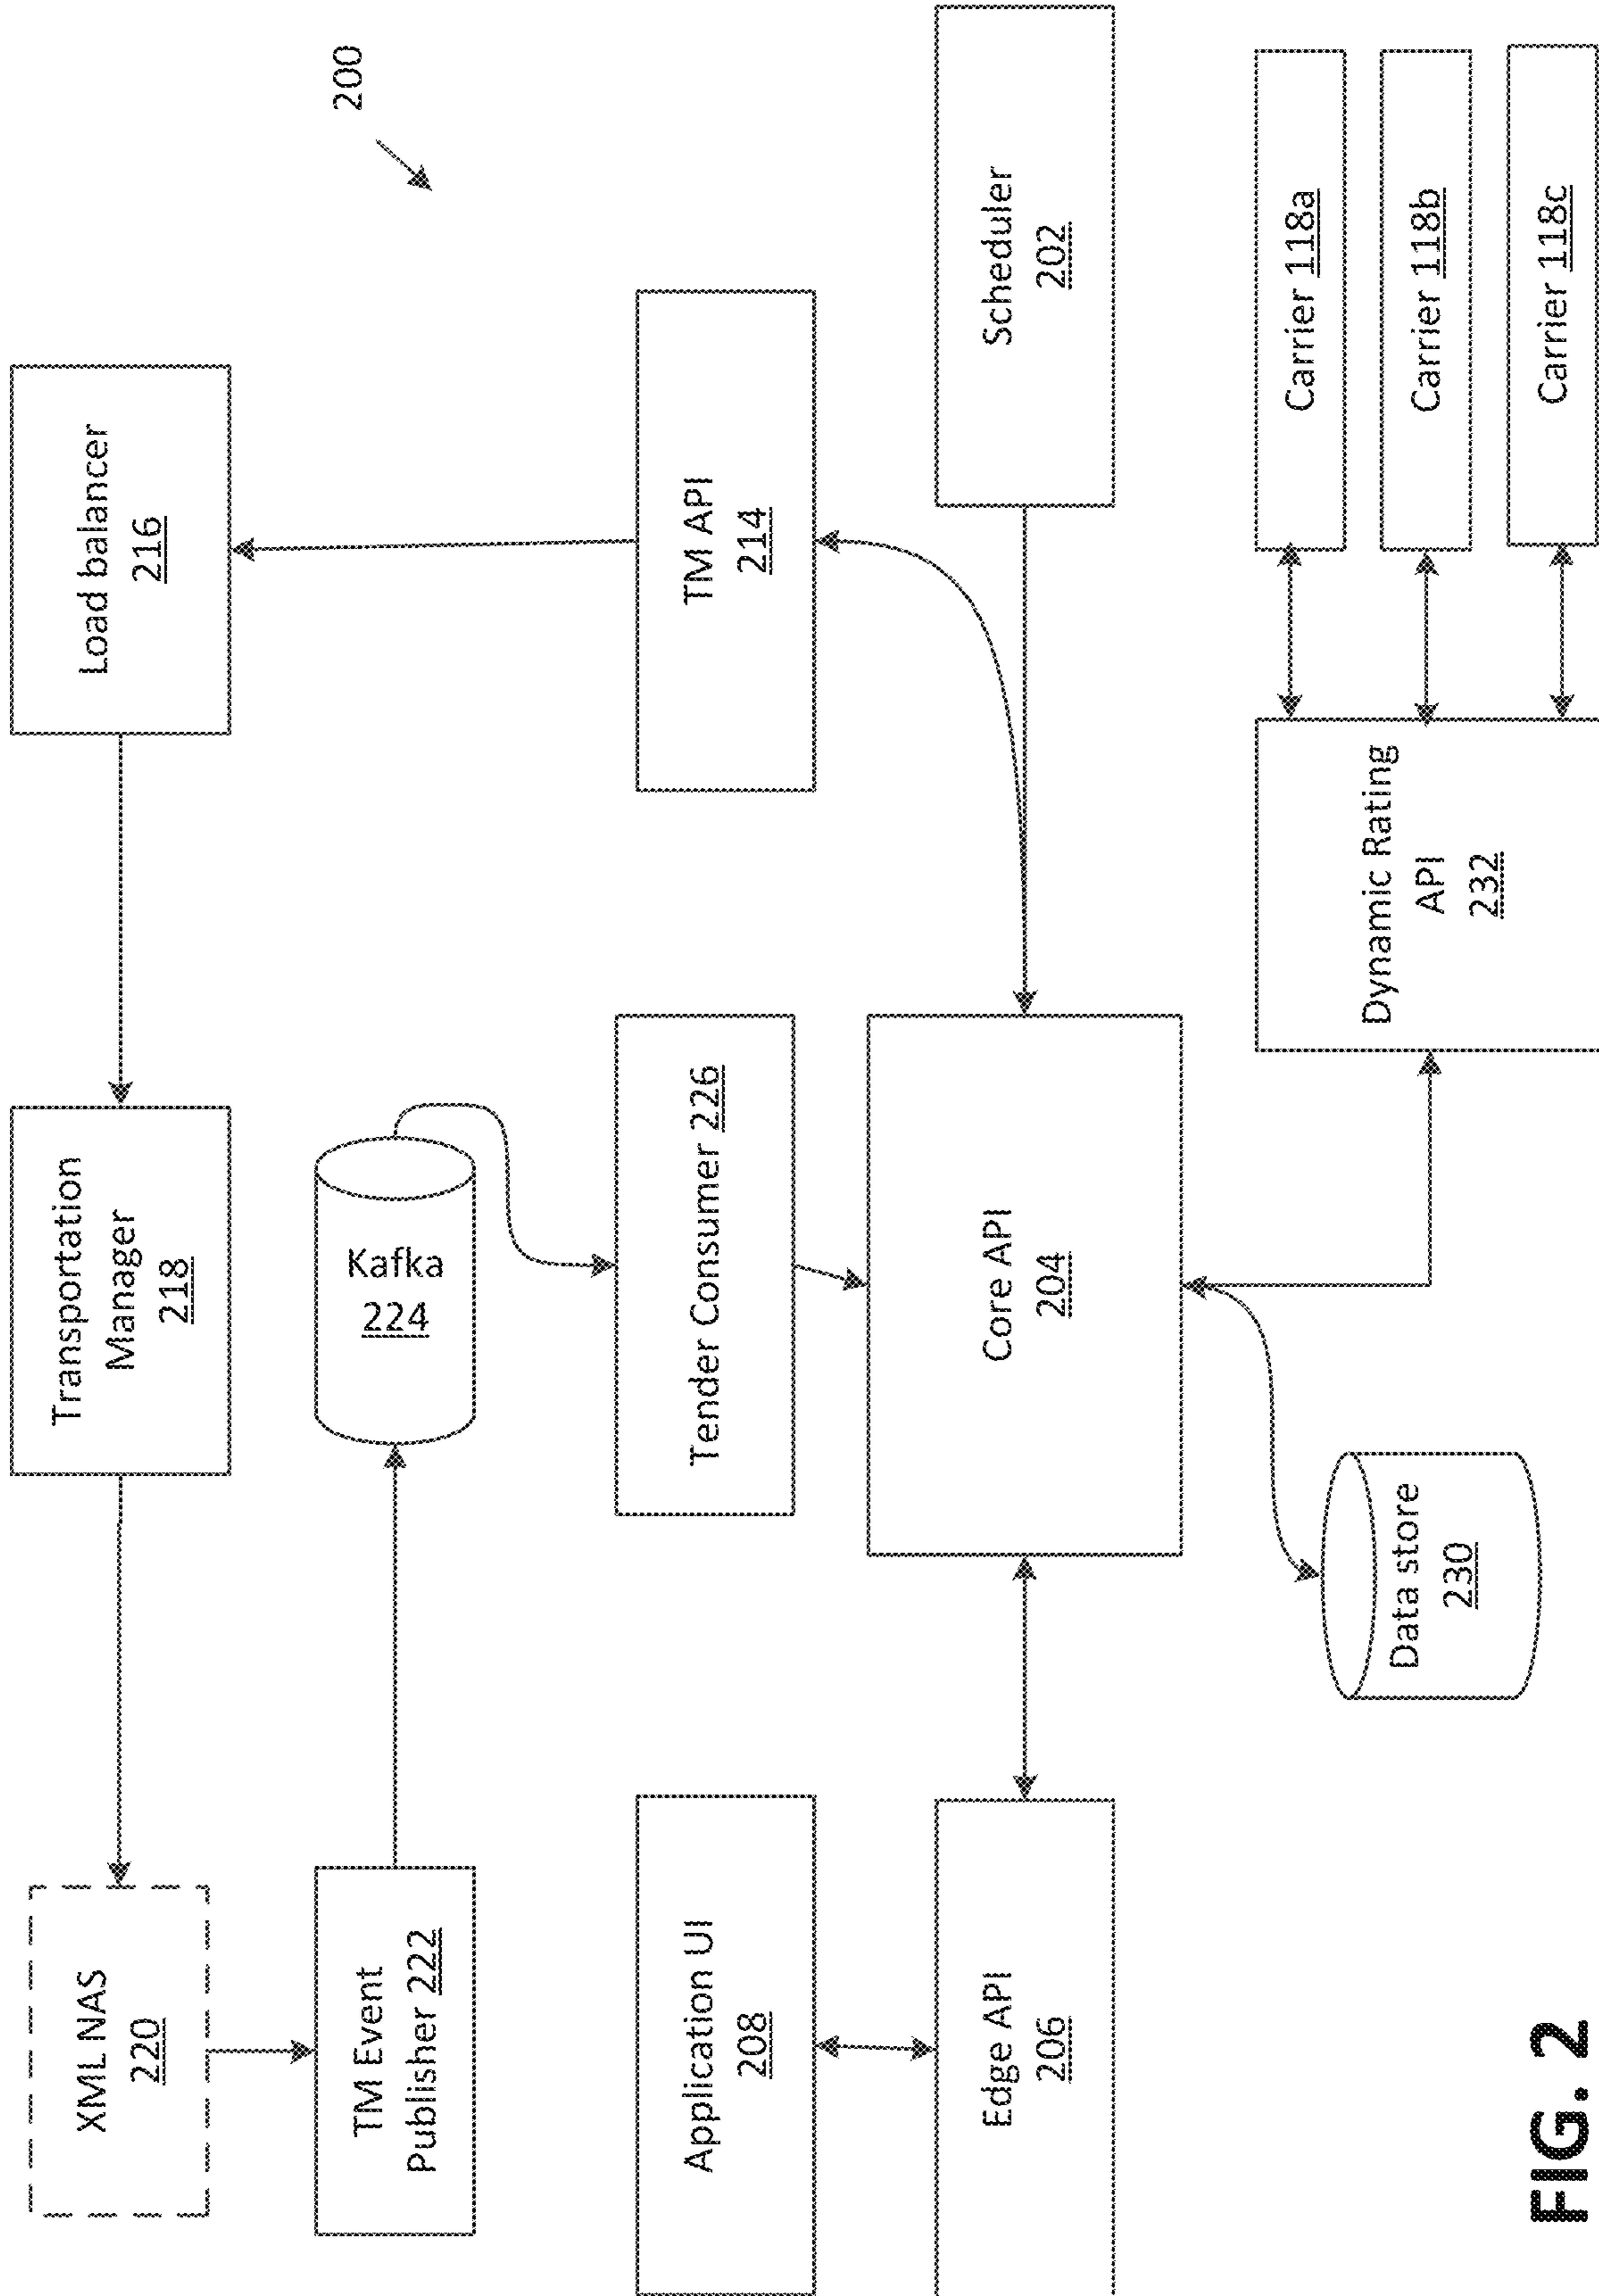 200
XML NAS
220
Transportation
Manager
218
Load balancer
216
TM Event
Publisher 222
Kafka
224
Application UI
208
Tender Consumer 226
TM API
214
Edge API
206
Core API
204
Scheduler
202
Data store
230
Dynamic Rating
API
232
Carrier 118a
Carrier 118b
Carrier 118c
FIG. 2